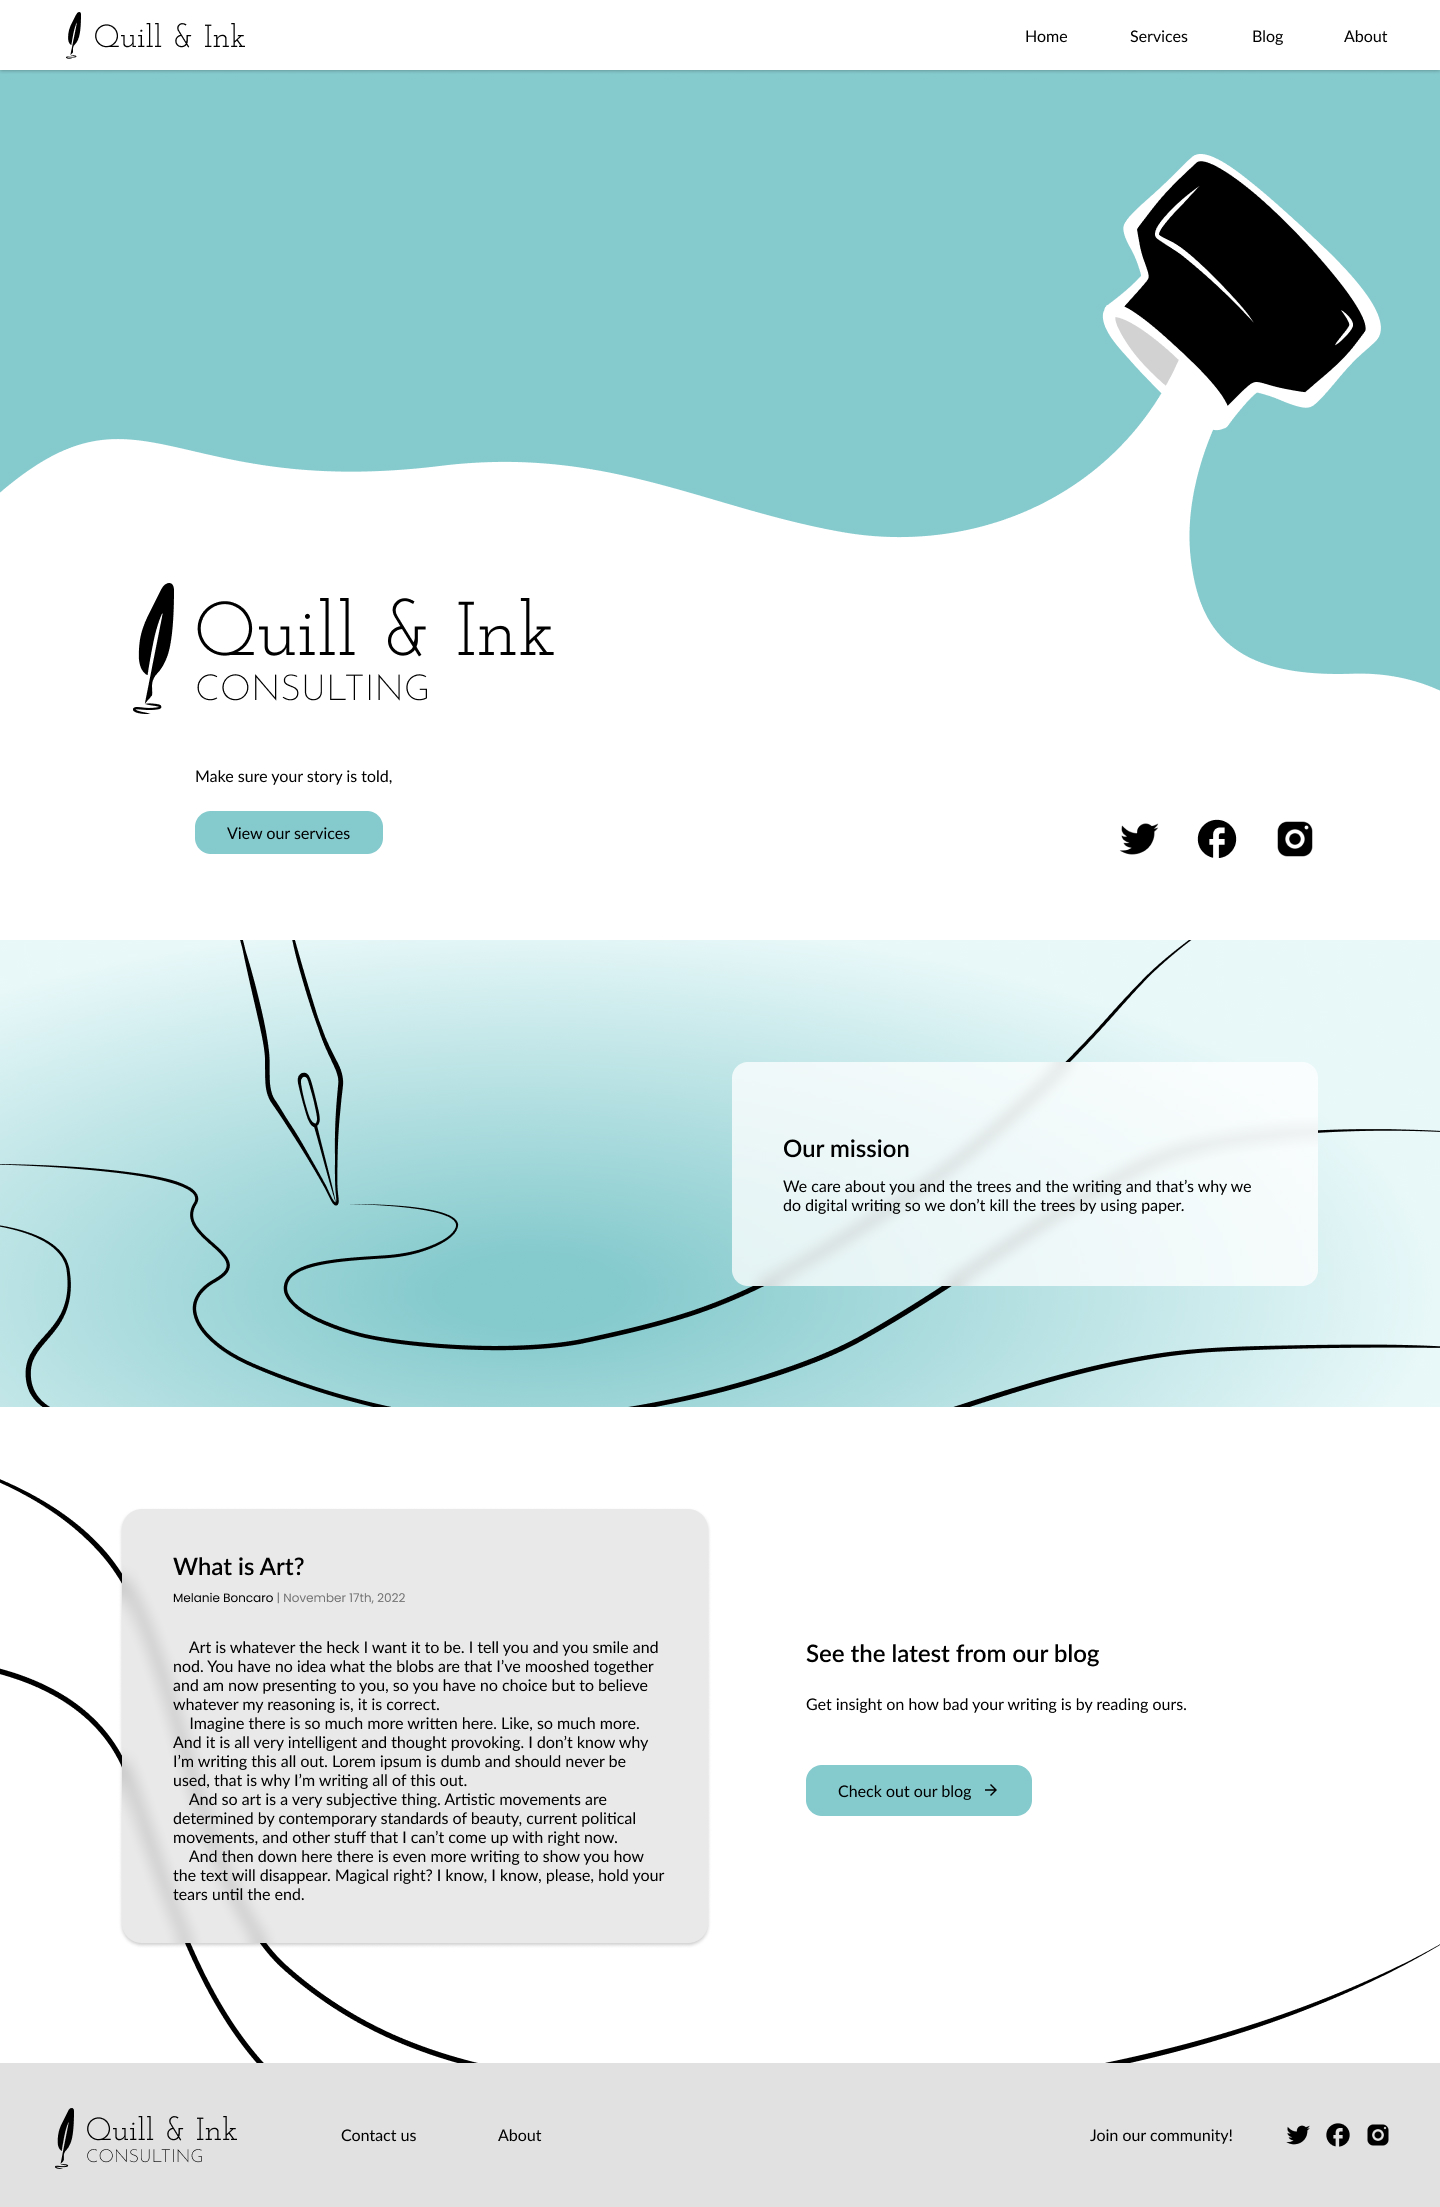 Quill & Ink
Home Services Blog About
Quill & Ink
CONSULTING
Make sure your story is told,
View our services
Our mission
We care about you and the trees and the writing and that's why we
do digital writing so we don't kill the trees by using paper.
What is Art?
Melanie Boncaro | November 17th, 2022
Art is whatever the heck I want it to be. I tell you and you smile and
nod. You have no idea what the blobs are that I've mooshed together
and am now presenting to you, so you have no choice but to believe
whatever my reasoning is, it is correct.
Imagine there is so much more written here. Like, so much more.
And it is all very intelligent and thought provoking. I don't know why
I'm writing this all out. Lorem ipsum is dumb and should never be
used, that is why I'm writing all of this out.
And so art is a very subjective thing. Artistic movements are
determined by contemporary standards of beauty, current political
movements, and other stuff that I can't come up with right now.
And then down here there is even more writing to show you how
the text will disappear. Magical right? I know, I know, please, hold your
tears until the end.
See the latest from our blog
Get insight on how bad your writing is by reading ours.
Check out our blog →
Quill & Ink
CONSULTING
Contact us About
Join our community!